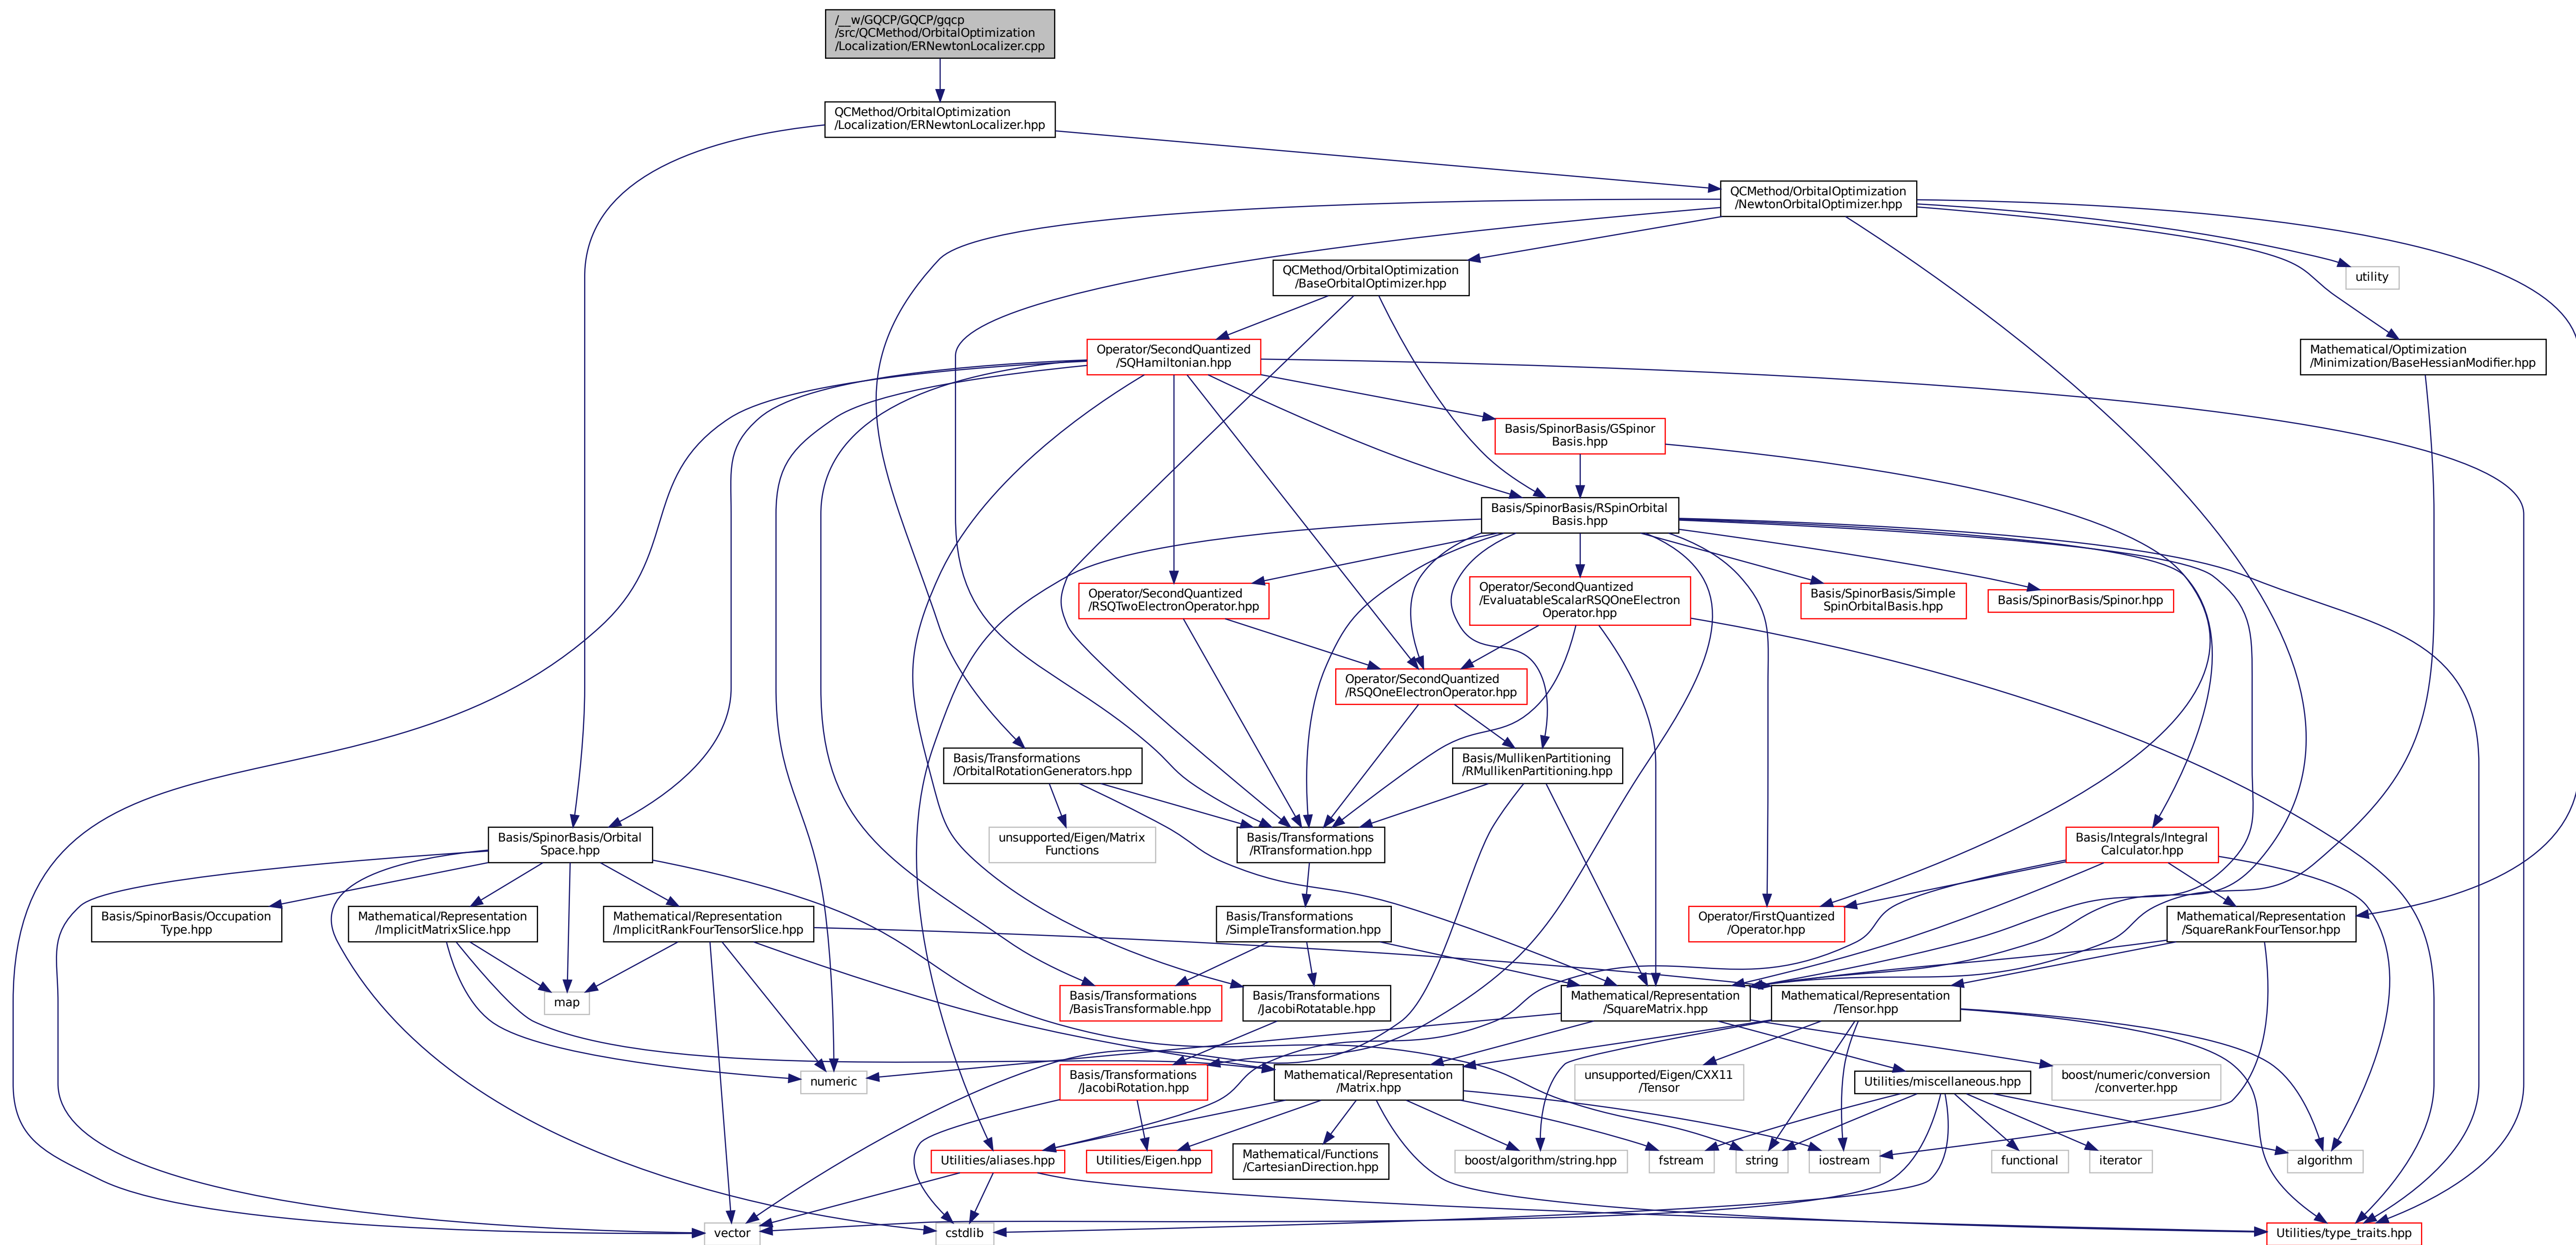 /__w/GQCP/GQCP/gqcp
/src/QCMethod/OrbitalOptimization
/Localization/ERNewtonLocalizer.cpp
QCMethod/OrbitalOptimization
/Localization/ERNewtonLocalizer.hpp
QCMethod/OrbitalOptimization
/NewtonOrbitalOptimizer.hpp
QCMethod/OrbitalOptimization
/BaseOrbitalOptimizer.hpp
utility
Operator/SecondQuantized
/SQHamiltonian.hpp
Mathematical/Optimization
/Minimization/BaseHessianModifier.hpp
Basis/SpinorBasis/GSpinor
Basis.hpp
Basis/SpinorBasis/RSpinOrbital
Basis.hpp
Operator/SecondQuantized
/RSQTwoElectronOperator.hpp
Operator/SecondQuantized
/EvaluatableScalarRSQOneElectron
Operator.hpp
Basis/SpinorBasis/Simple
SpinOrbitalBasis.hpp
Basis/SpinorBasis/Spinor.hpp
Operator/SecondQuantized
/RSQOneElectronOperator.hpp
Basis/Transformations
/OrbitalRotationGenerators.hpp
Basis/MullikenPartitioning
/RMullikenPartitioning.hpp
Basis/SpinorBasis/Orbital
Space.hpp
unsupported/Eigen/Matrix
Functions
Basis/Transformations
/RTransformation.hpp
Basis/Integrals/Integral
Calculator.hpp
Basis/SpinorBasis/Occupation
Type.hpp
Mathematical/Representation
/ImplicitMatrixSlice.hpp
Mathematical/Representation
/ImplicitRankFourTensorSlice.hpp
Basis/Transformations
/SimpleTransformation.hpp
Operator/FirstQuantized
/Operator.hpp
Mathematical/Representation
/SquareRankFourTensor.hpp
map
Basis/Transformations
/BasisTransformable.hpp
Basis/Transformations
/JacobiRotatable.hpp
Mathematical/Representation
/SquareMatrix.hpp
Mathematical/Representation
/Tensor.hpp
numeric
Basis/Transformations
/JacobiRotation.hpp
Mathematical/Representation
/Matrix.hpp
unsupported/Eigen/CXX11
/Tensor
Utilities/miscellaneous.hpp
boost/numeric/conversion
/converter.hpp
Utilities/aliases.hpp
Utilities/Eigen.hpp
Mathematical/Functions
/CartesianDirection.hpp
boost/algorithm/string.hpp
fstream
string
iostream
functional
iterator
algorithm
vector
cstdlib
Utilities/type_traits.hpp